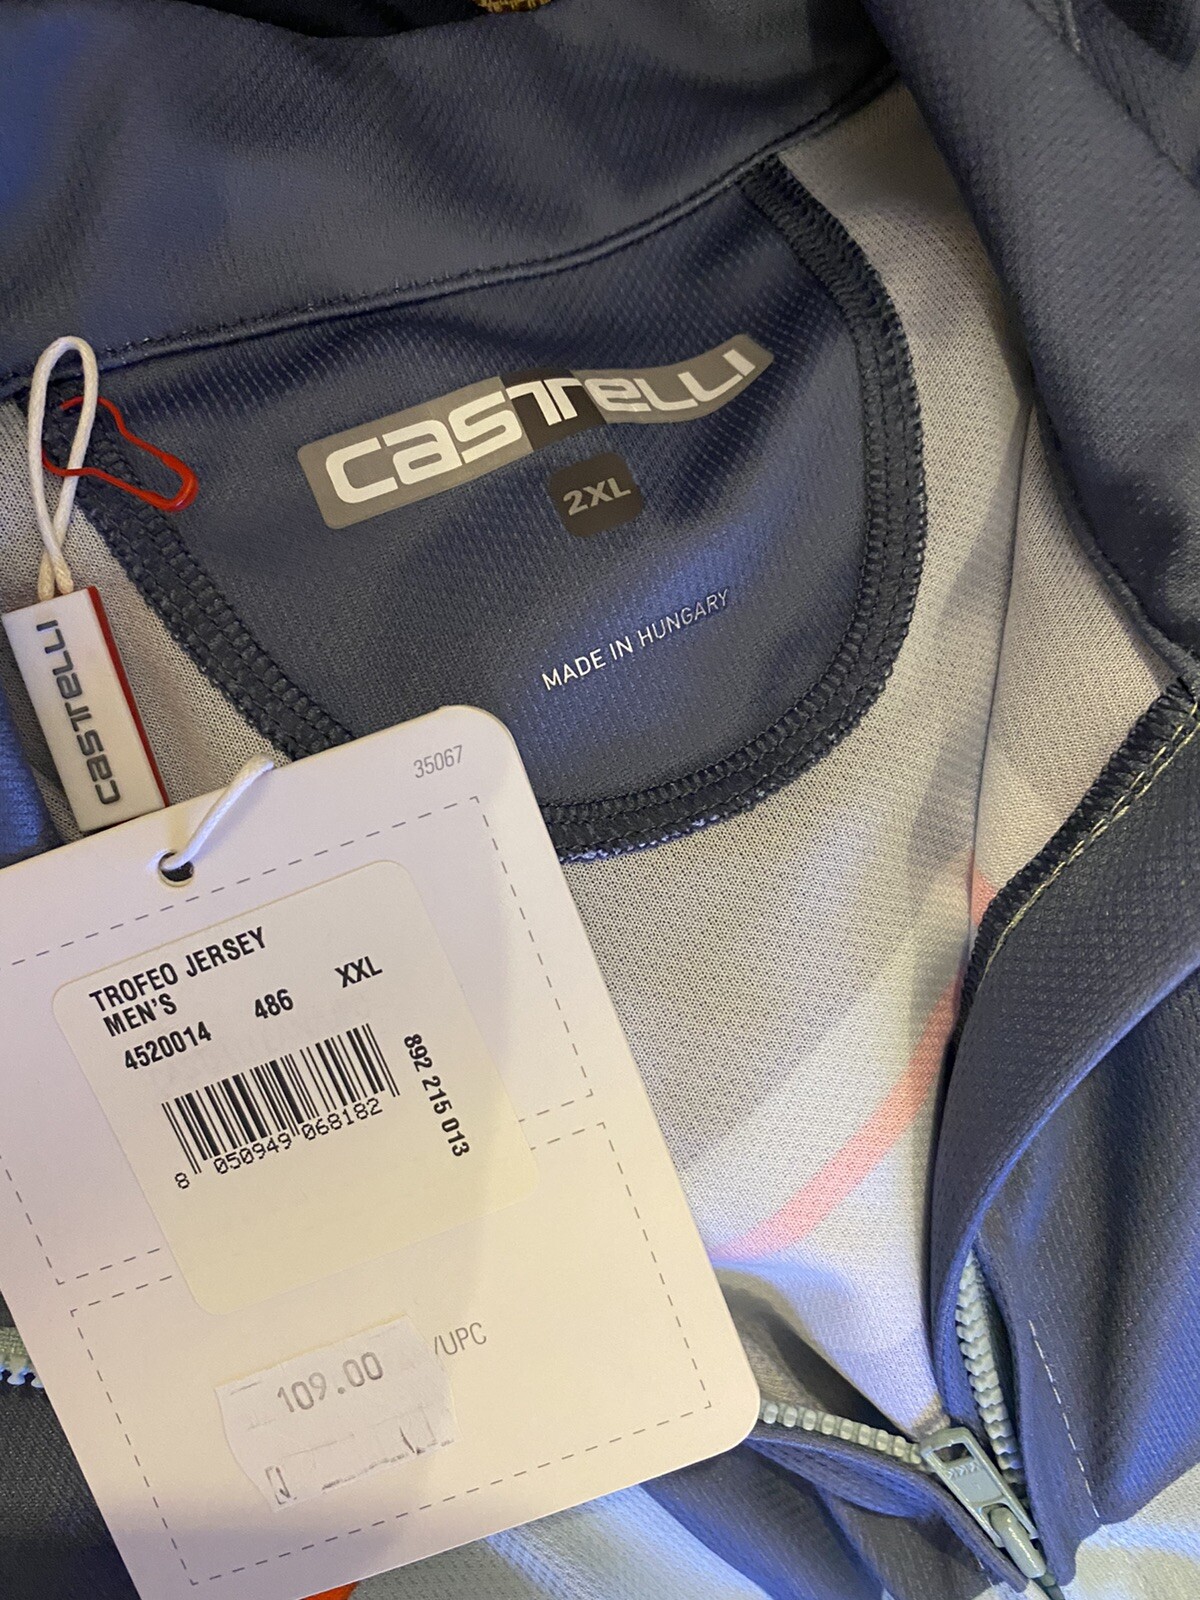 CASTELLI
2XL
MADE IN HUNGARY
CASTELLI
35067
TROFEO JERSEY
MEN'S
4520014 486 XXL
892 215 013
8 050949 068182
/UPC
109.00